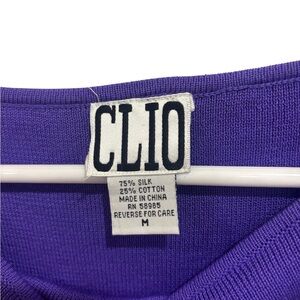 CLIO
75% SILK
25% COTTON
MADE IN CHINA
RN 58985
REVERSE FOR CARE
M